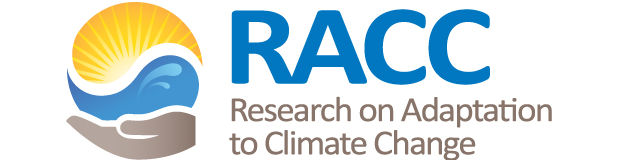 RACC
Research on Adaptation
to Climate Change